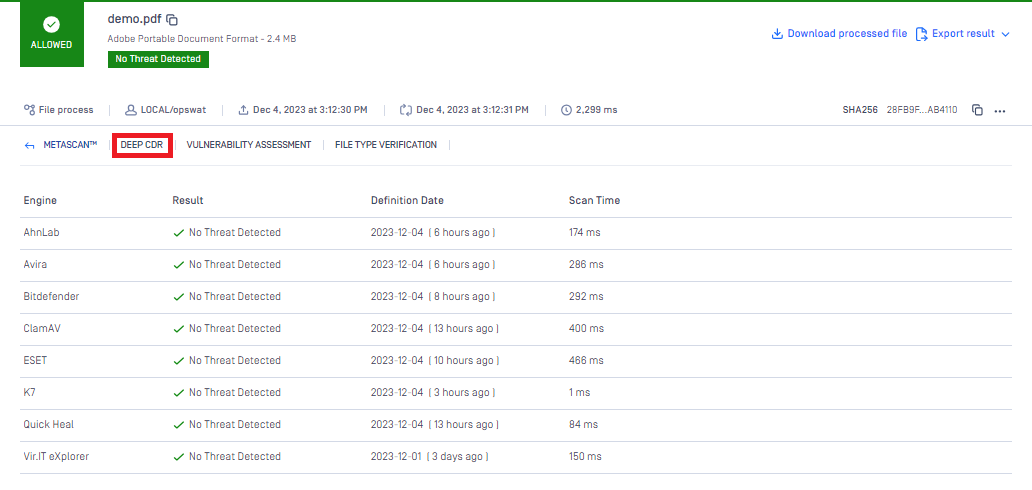 demo.pdf
ALLOWED
Adobe Portable Document Format - 2.4 MB
No Threat Detected
Download processed file Export result
File process LOCAL/opswat Dec 4, 2023 at 3:12:30 PM Dec 4, 2023 at 3:12:31 PM 2,299 ms SHA256 28FB9F...AB4110
METASCAN™ DEEP CDR VULNERABILITY ASSESSMENT FILE TYPE VERIFICATION
Engine Result Definition Date Scan Time
AhnLab No Threat Detected 2023-12-04 ( 6 hours ago ) 174 ms
Avira No Threat Detected 2023-12-04 ( 6 hours ago ) 286 ms
Bitdefender No Threat Detected 2023-12-04 ( 8 hours ago ) 292 ms
ClamAV No Threat Detected 2023-12-04 ( 13 hours ago ) 400 ms
ESET No Threat Detected 2023-12-04 ( 10 hours ago ) 466 ms
K7 No Threat Detected 2023-12-04 ( 3 hours ago ) 1 ms
Quick Heal No Threat Detected 2023-12-04 ( 13 hours ago ) 84 ms
Vir.IT eXplorer No Threat Detected 2023-12-01 ( 3 days ago ) 150 ms